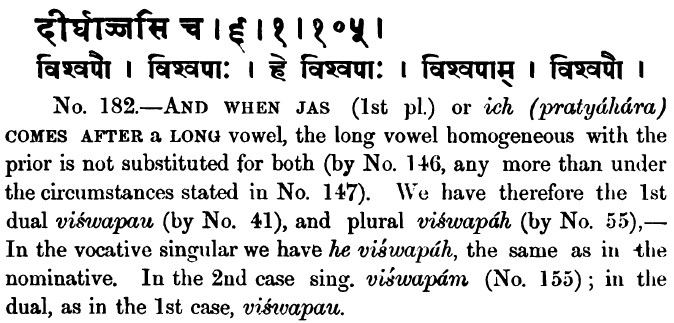 दीर्घाज्जसि च । ६ । १ । १०५ ।
विश्वपौ । विश्वपाः । हे विश्वपाः । विश्वपाम् । विश्वपौ ।
No. 182.—AND WHEN JAS (1st pl.) or ich (pratyáhára)
COMES AFTER a LONG vowel, the long vowel homogeneous with the
prior is not substituted for both (by No. 146, any more than under
the circumstances stated in No. 147). We have therefore the 1st
dual viśwapau (by No. 41), and plural viśwapáh (by No. 55),—
In the vocative singular we have he viśwapáh, the same as in the
nominative. In the 2nd case sing. viśwapám (No. 155); in the
dual, as in the 1st case, viśwapau.